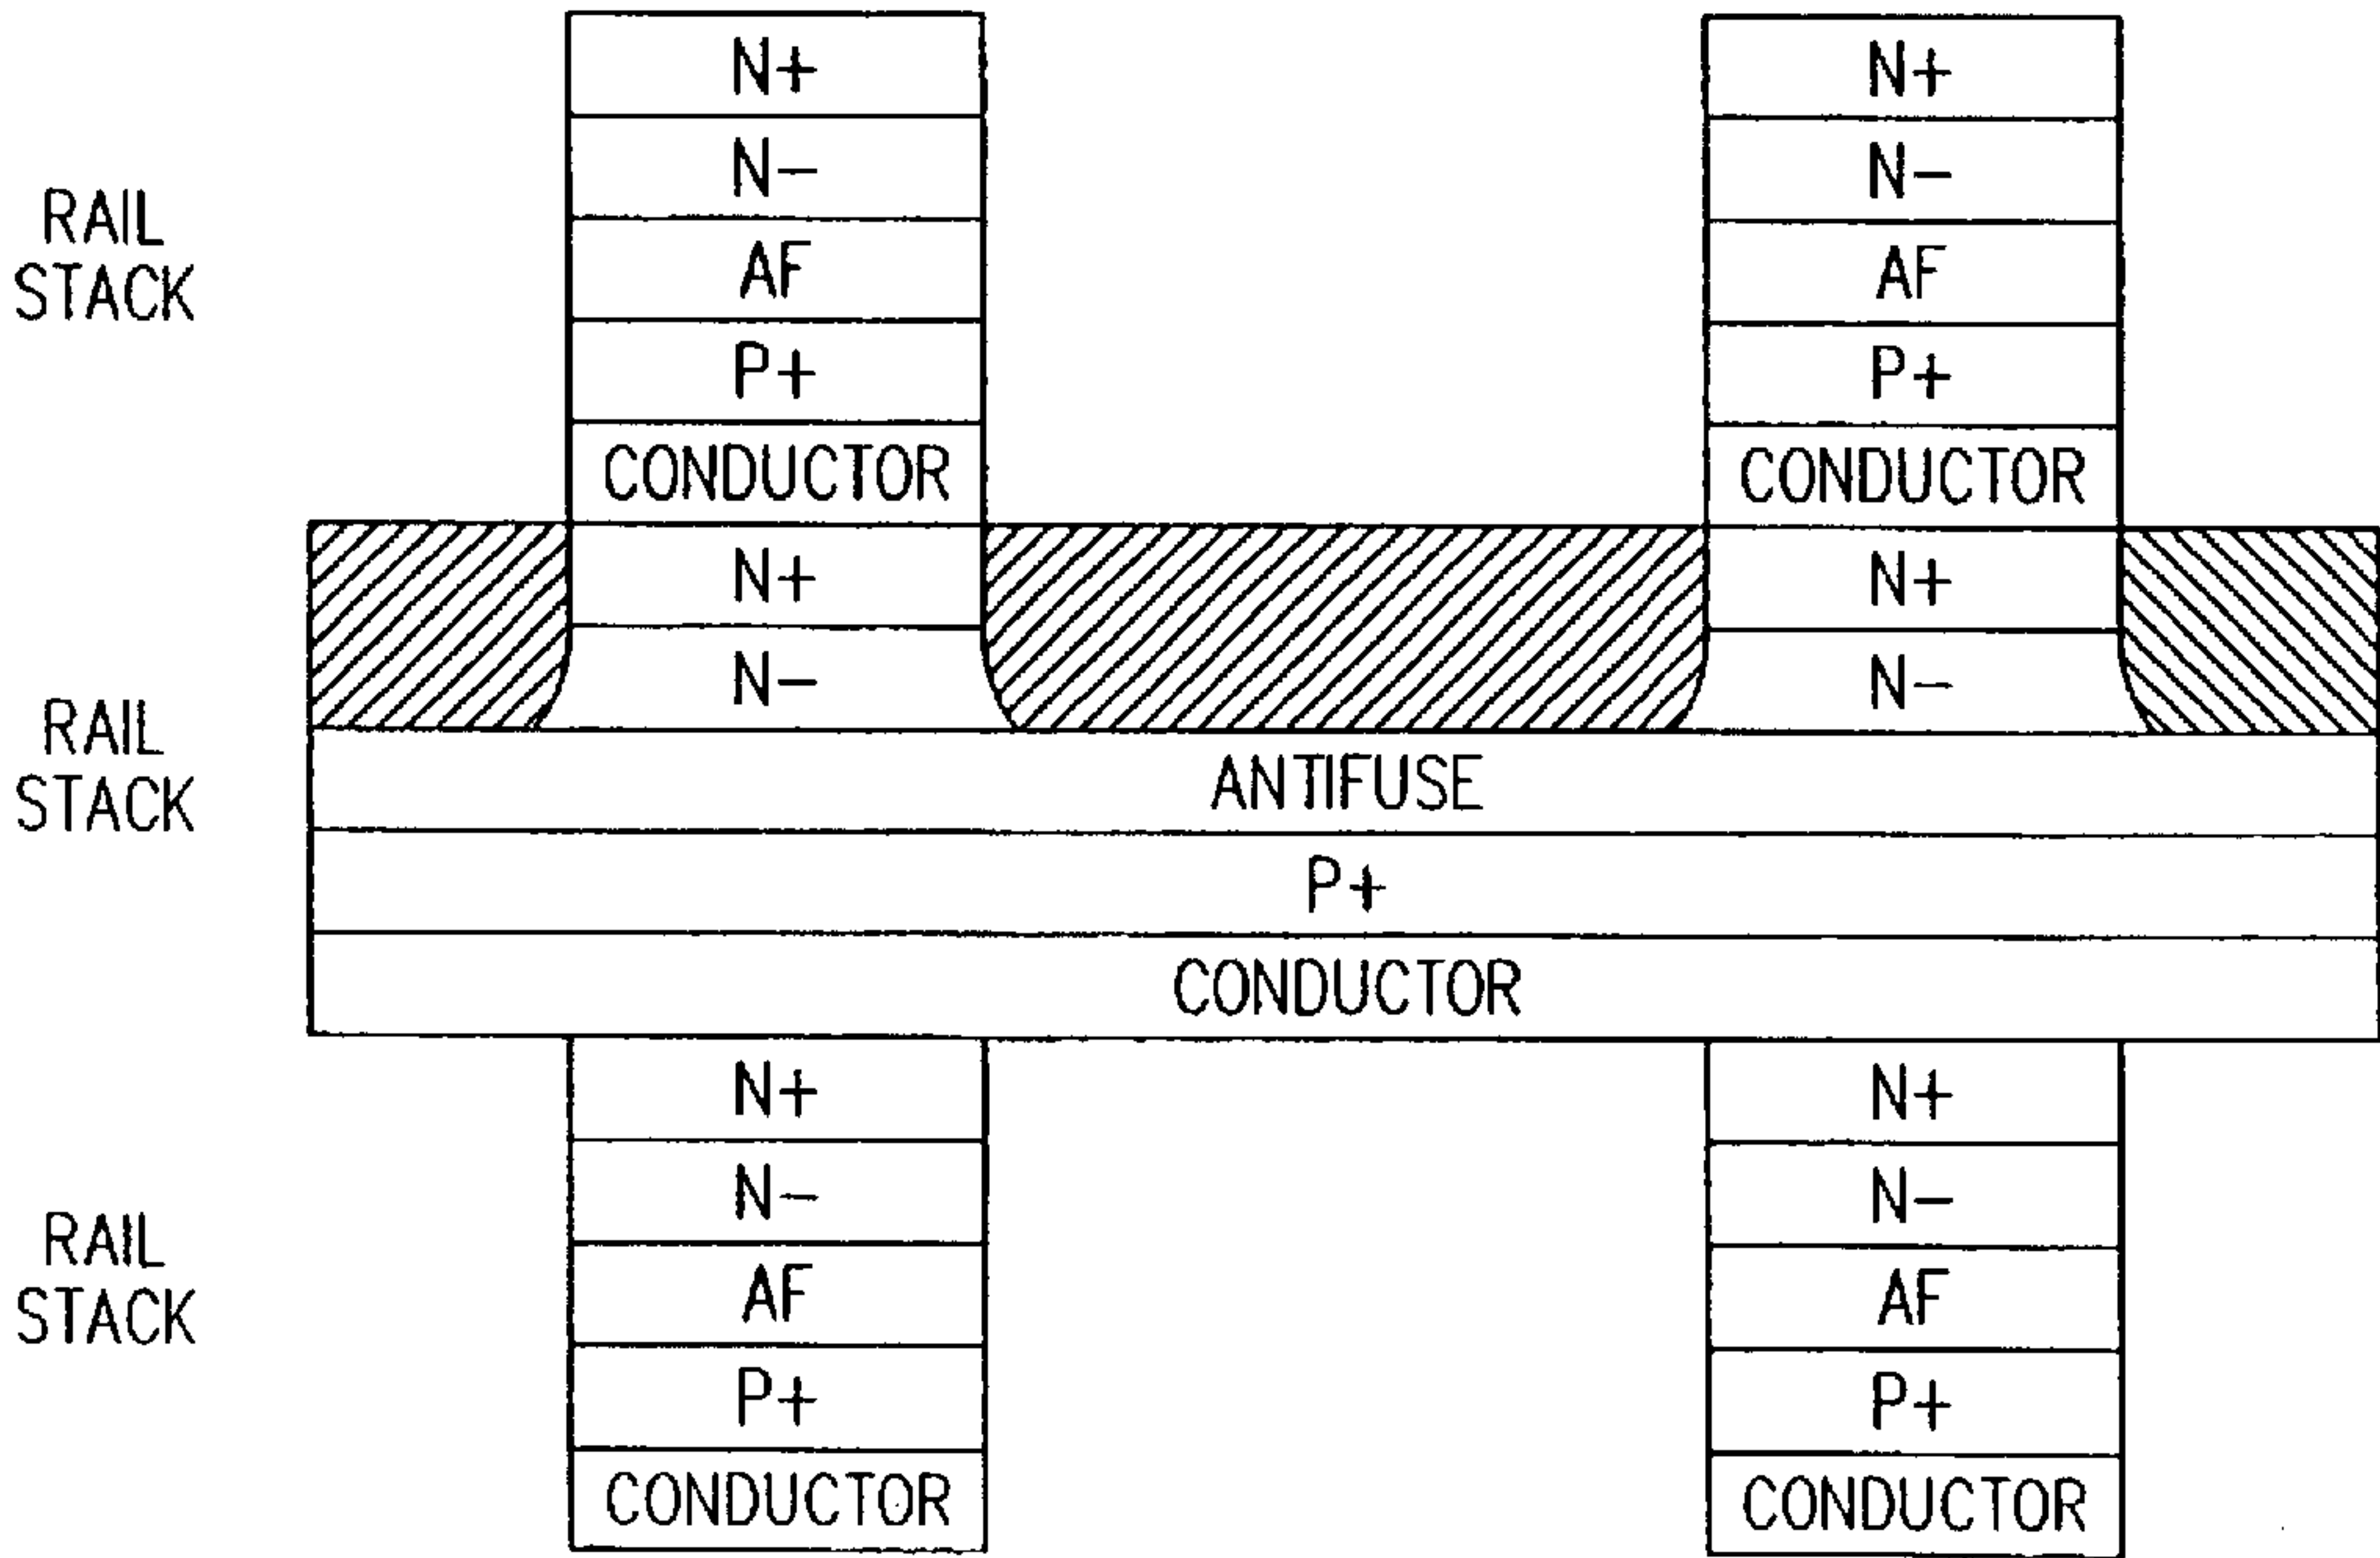 N+
N+
N-
N-
RAIL
STACK
AF
AF
P+
P+
CONDUCTOR
CONDUCTOR
N+
N+
N-
N-
RAIL
STACK
ANTIFUSE
P+
CONDUCTOR
N+
N+
N-
N-
RAIL
STACK
AF
AF
P+
P+
CONDUCTOR
CONDUCTOR